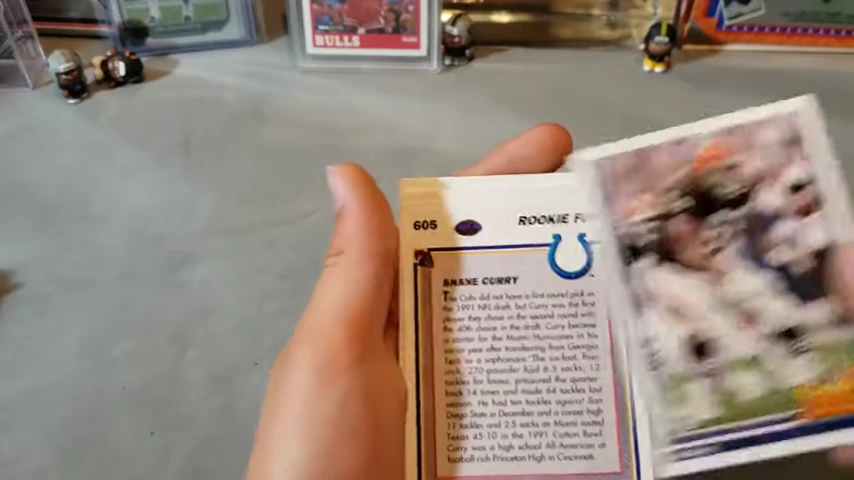 BULLS
605
ROOKIE F
SHANE CURRY
The Colts did not have a first round pick in
the 1991 NFL draft, but Curry was the first
player they chose in the second round with
the 40th choice in the draft. Curry became
a starter for the Miami Hurricanes in his
senior year after transferring from Georgia
Tech as a sophomore. The six-foot, five-
inch, 270-pounder had 6.5 sacks, 12
tackles for losses, pressured the quarter-
back 14 times and made 64 tackles last
season. He had ten tackles against San
Diego State in December and a career high
11 tackles and 2.5 sacks as Miami routed
Texas 45-10 in the 1991 Cotton Bowl.
Curry was a high school All-American at
football-rich Princeton High in Cincinnati.